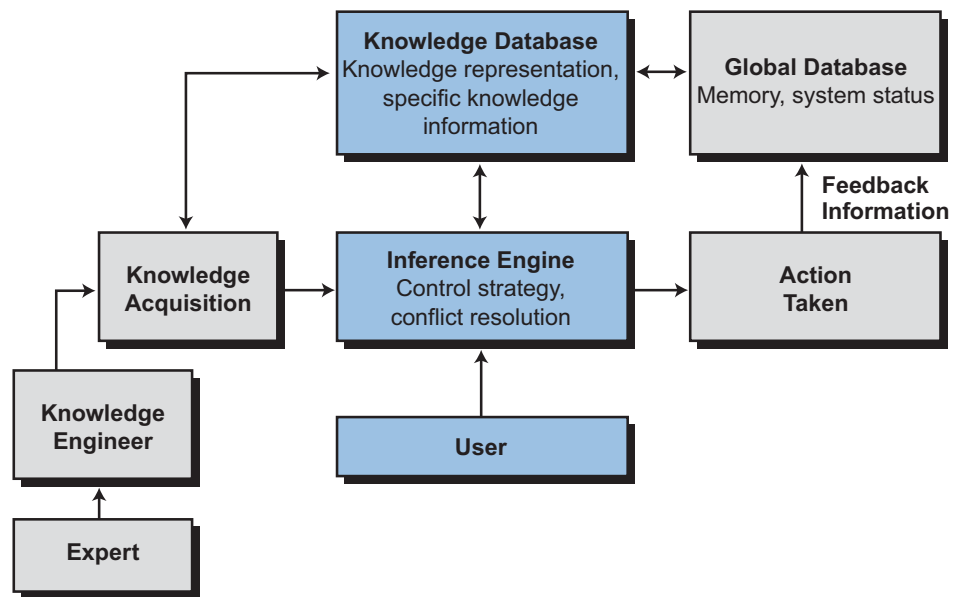 Knowledge Database
Knowledge representation,
specific knowledge
information
Global Database
Memory, system status
Feedback
Information
Knowledge
Acquisition
Inference Engine
Control strategy,
conflict resolution
Action
Taken
Knowledge
Engineer
User
Expert